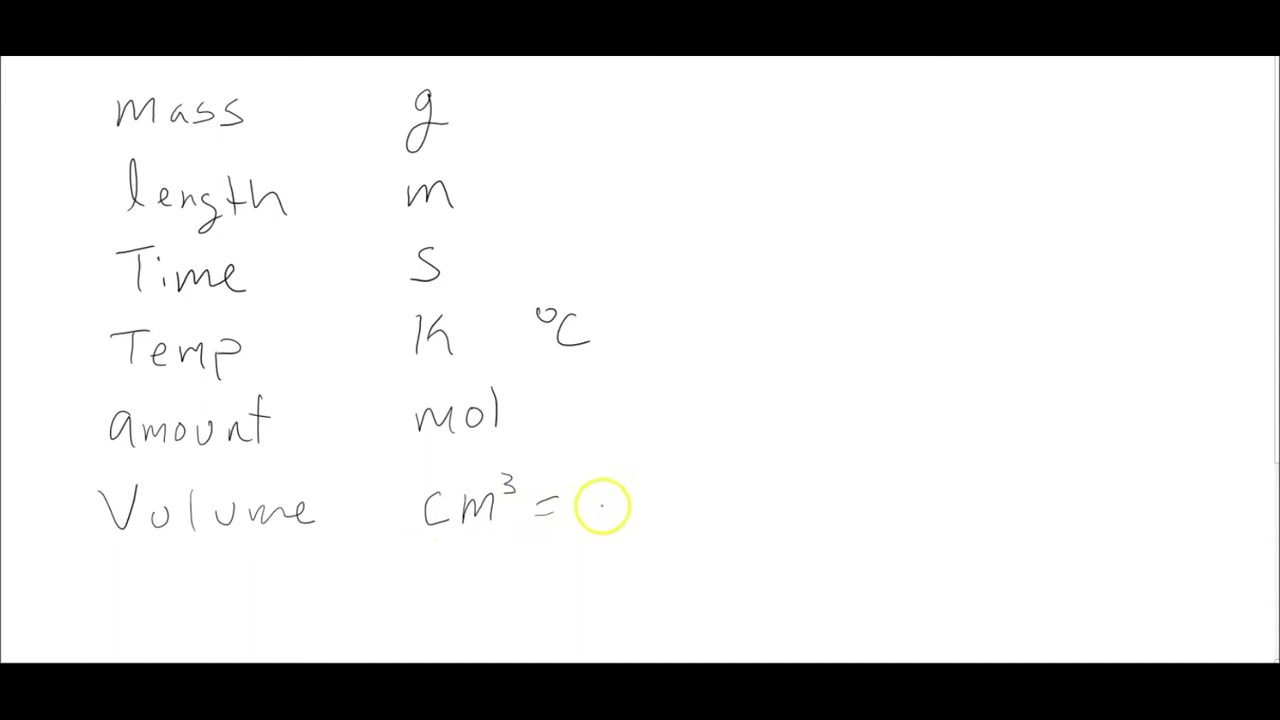 mass g
length m
Time s
Temp K °C
amount mol
Volume cm³ =